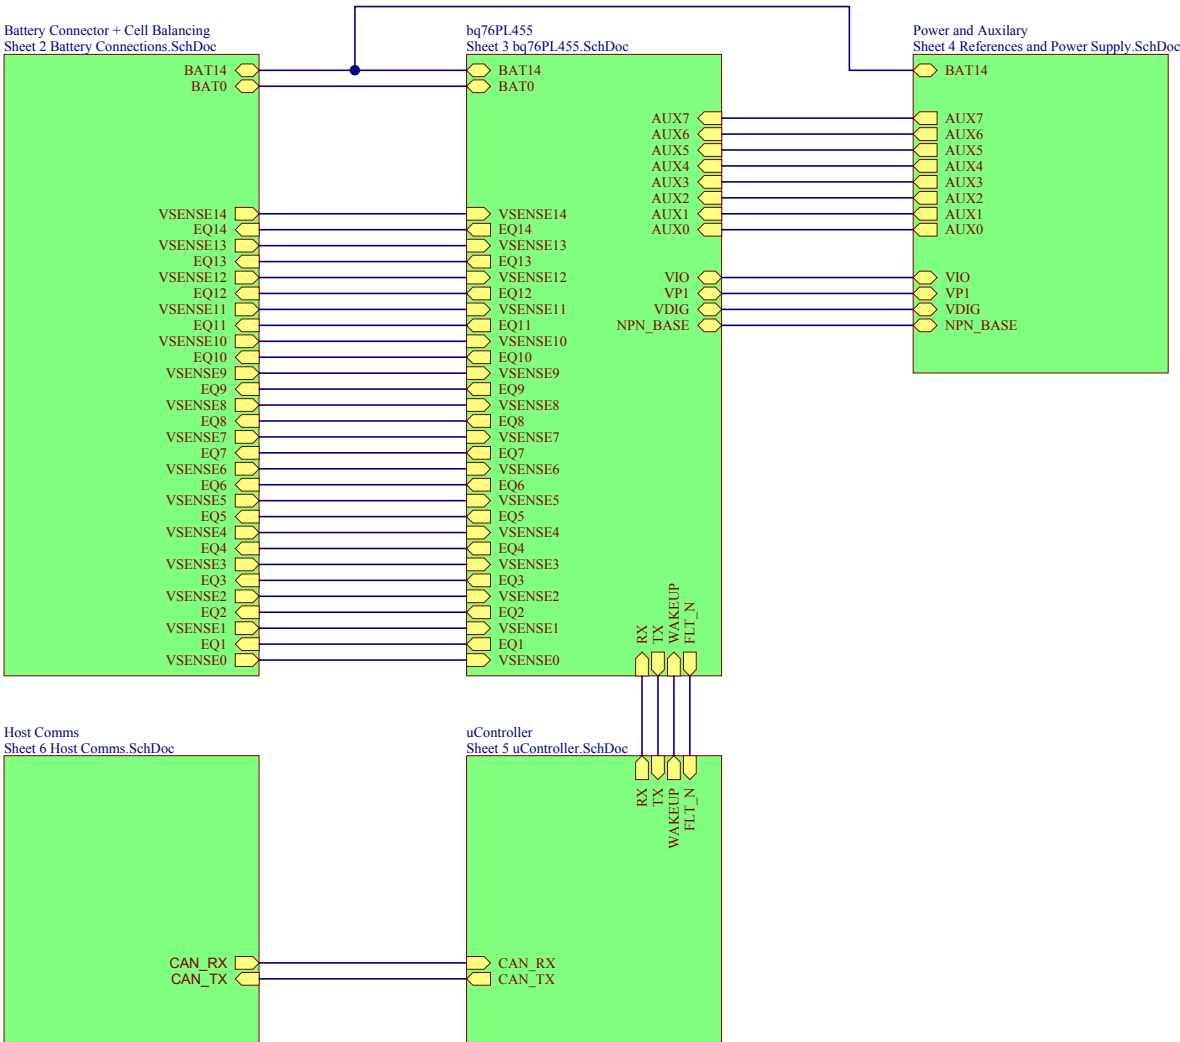 Battery Connector + Cell Balancing
Sheet 2 Battery Connections.SchDoc
BAT14
BAT0
VSENSE14
EQ14
VSENSE13
EQ13
VSENSE12
EQ12
VSENSE11
EQ11
VSENSE10
EQ10
VSENSE9
EQ9
VSENSE8
EQ8
VSENSE7
EQ7
VSENSE6
EQ6
VSENSE5
EQ5
VSENSE4
EQ4
VSENSE3
EQ3
VSENSE2
EQ2
VSENSE1
EQ1
VSENSE0
bq76PL455
Sheet 3 bq76PL455.SchDoc
BAT14
BAT0
VSENSE14
EQ14
VSENSE13
EQ13
VSENSE12
EQ12
VSENSE11
EQ11
VSENSE10
EQ10
VSENSE9
EQ9
VSENSE8
EQ8
VSENSE7
EQ7
VSENSE6
EQ6
VSENSE5
EQ5
VSENSE4
EQ4
VSENSE3
EQ3
VSENSE2
EQ2
VSENSE1
EQ1
VSENSE0
AUX7
AUX6
AUX5
AUX4
AUX3
AUX2
AUX1
AUX0
VIO
VP1
VDIG
NPN_BASE
RX
TX
WAKEUP
FLT_N
Power and Auxilary
Sheet 4 References and Power Supply.SchDoc
BAT14
AUX7
AUX6
AUX5
AUX4
AUX3
AUX2
AUX1
AUX0
VIO
VP1
VDIG
NPN_BASE
Host Comms
Sheet 6 Host Comms.SchDoc
CAN_RX
CAN_TX
uController
Sheet 5 uController.SchDoc
RX
TX
WAKEUP
FLT_N
CAN_RX
CAN_TX